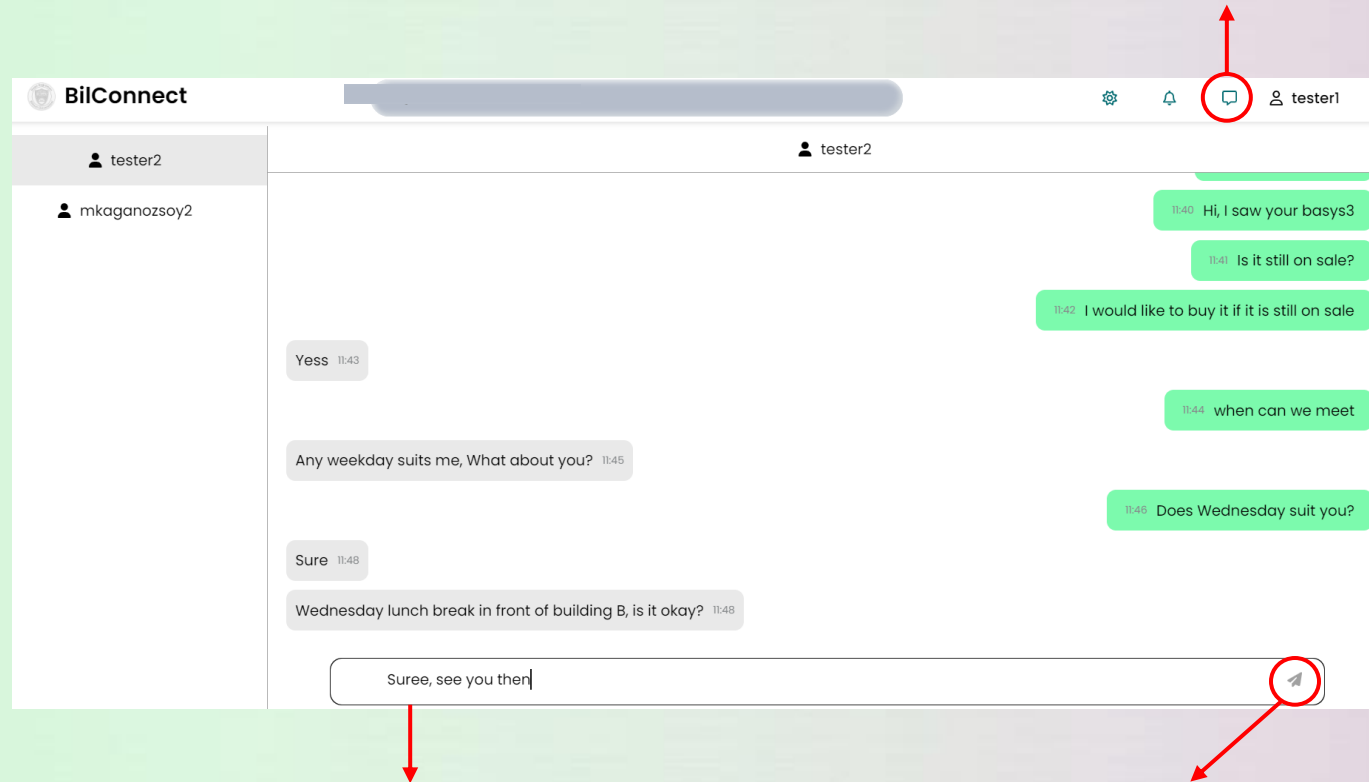 BilConnect
tester1
tester2
mkaganozsoy2
tester2
11:40 Hi, I saw your basys3
11:41 Is it still on sale?
11:42 I would like to buy it if it is still on sale
Yess 11:43
11:44 when can we meet
Any weekday suits me, What about you? 11:45
11:46 Does Wednesday suit you?
Sure 11:48
Wednesday lunch break in front of building B, is it okay? 11:48
Suree, see you then